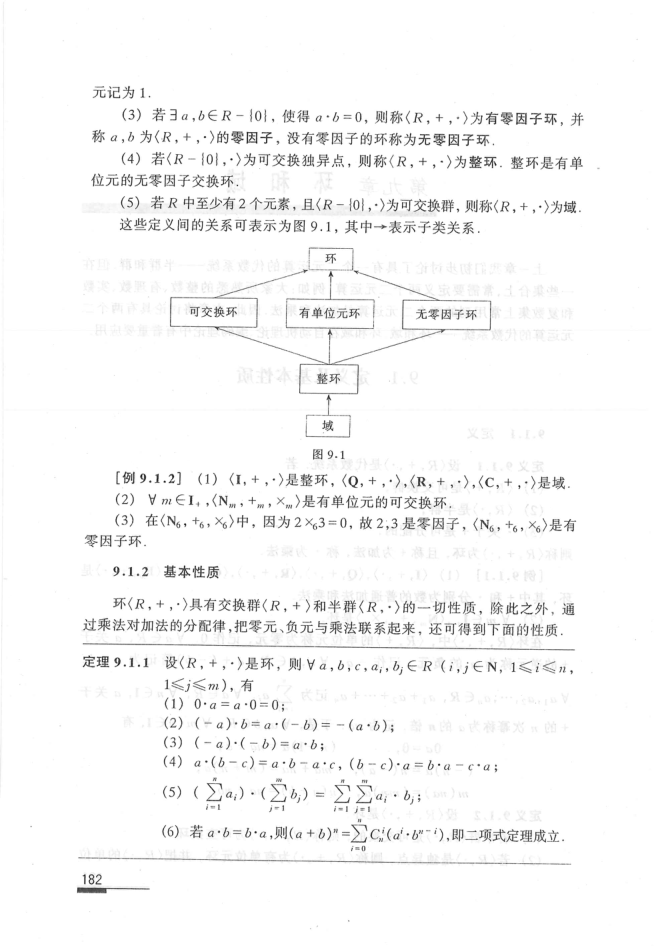 元记为 1.
(3) 若∃a,b∈R-{0}, 使得 a·b=0, 则称⟨R,+,·⟩为有零因子环, 并
称 a,b 为⟨R,+,·⟩的零因子, 没有零因子的环称为无零因子环.
(4) 若⟨R-{0},·⟩为可交换独异点, 则称⟨R,+,·⟩为整环. 整环是有单
位元的无零因子交换环.
(5) 若 R 中至少有 2 个元素, 且⟨R-{0},·⟩为可交换群, 则称⟨R,+,·⟩为域.
这些定义间的关系可表示为图 9.1, 其中→表示子类关系.
环
可交换环 有单位元环 无零因子环
整环
域
图 9.1
[例 9.1.2] (1) ⟨I,+,·⟩是整环, ⟨Q,+,·⟩,⟨R,+,·⟩,⟨C,+,·⟩是域.
(2) ∀m∈I₊,⟨Nₘ,+ₘ,×ₘ⟩是有单位元的可交换环.
(3) 在⟨N₆,+₆,×₆⟩中, 因为 2×₆3=0, 故 2,3 是零因子, ⟨N₆,+₆,×₆⟩是有
零因子环.
9.1.2 基本性质
环⟨R,+,·⟩具有交换群⟨R,+⟩和半群⟨R,·⟩的一切性质, 除此之外, 通
过乘法对加法的分配律,把零元、负元与乘法联系起来, 还可得到下面的性质.
定理 9.1.1 设⟨R,+,·⟩是环, 则∀a,b,c,aᵢ,bⱼ∈R (i,j∈N, 1≤i≤n,
1≤j≤m), 有
(1) 0·a=a·0=0;
(2) (-a)·b=a·(-b)=-(a·b);
(3) (-a)·(-b)=a·b;
(4) a·(b-c)=a·b-a·c, (b-c)·a=b·a-c·a;
(5) (∑ᵢ₌₁ⁿ aᵢ)·(∑ⱼ₌₁ᵐ bⱼ)=∑ᵢ₌₁ⁿ∑ⱼ₌₁ᵐ aᵢ·bⱼ;
(6) 若 a·b=b·a,则(a+b)ⁿ=∑ᵢ₌₀ⁿ Cₙⁱ(aⁱ·bⁿ⁻ⁱ),即二项式定理成立.
182